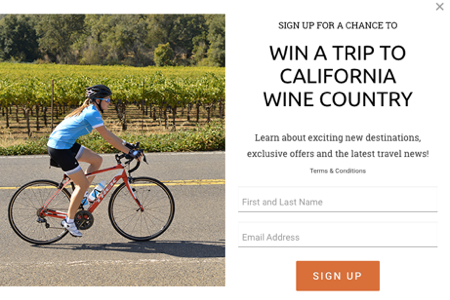 SIGN UP FOR A CHANCE TO
WIN A TRIP TO
CALIFORNIA
WINE COUNTRY
Learn about exciting new destinations,
exclusive offers and the latest travel news!
Terms & Conditions
First and Last Name
Email Address
SIGN UP